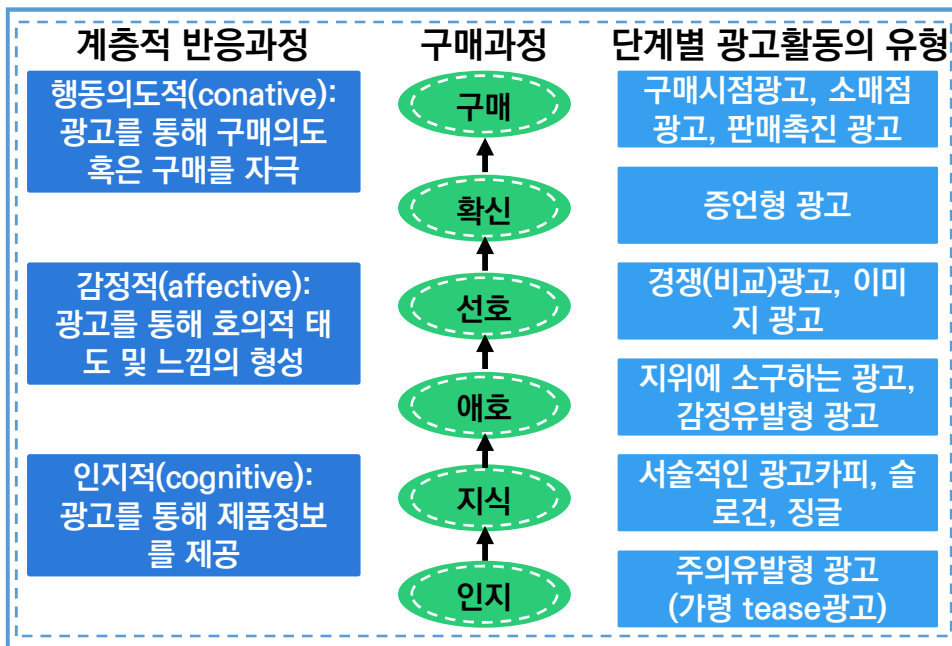 계층적 반응과정
구매과정
단계별 광고활동의 유형
행동의도적(conative):
광고를 통해 구매의도
혹은 구매를 자극
구매
구매시점광고, 소매점
광고, 판매촉진 광고
확신
증언형 광고
감정적(affective):
광고를 통해 호의적 태
도 및 느낌의 형성
선호
경쟁(비교)광고, 이미
지 광고
애호
지위에 소구하는 광고,
감정유발형 광고
인지적(cognitive):
광고를 통해 제품정보
를 제공
지식
서술적인 광고카피, 슬
로건, 징글
인지
주의유발형 광고
(가령 tease광고)